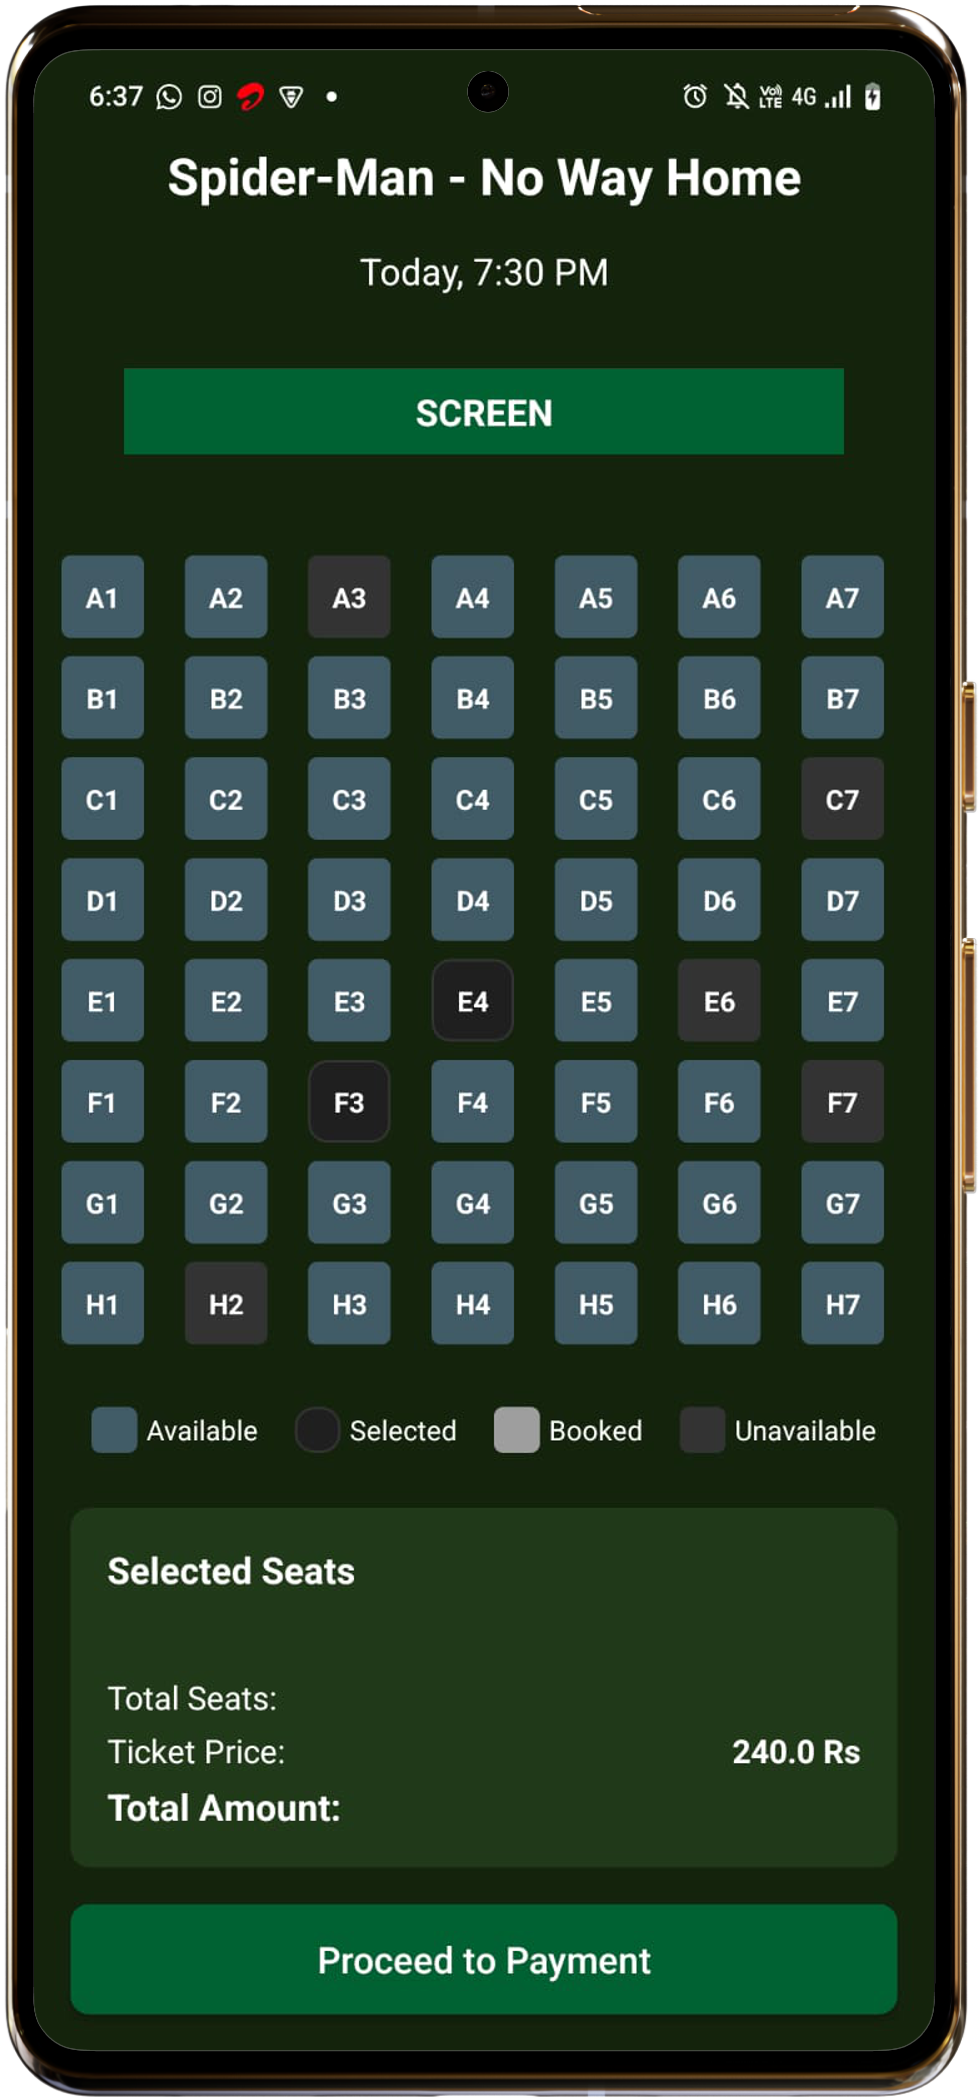 6:37 VoLTE 4G
Spider-Man - No Way Home
Today, 7:30 PM
SCREEN
A1 A2 A3 A4 A5 A6 A7
B1 B2 B3 B4 B5 B6 B7
C1 C2 C3 C4 C5 C6 C7
D1 D2 D3 D4 D5 D6 D7
E1 E2 E3 E4 E5 E6 E7
F1 F2 F3 F4 F5 F6 F7
G1 G2 G3 G4 G5 G6 G7
H1 H2 H3 H4 H5 H6 H7
Available Selected Booked Unavailable
Selected Seats
Total Seats:
Ticket Price: 240.0 Rs
Total Amount:
Proceed to Payment